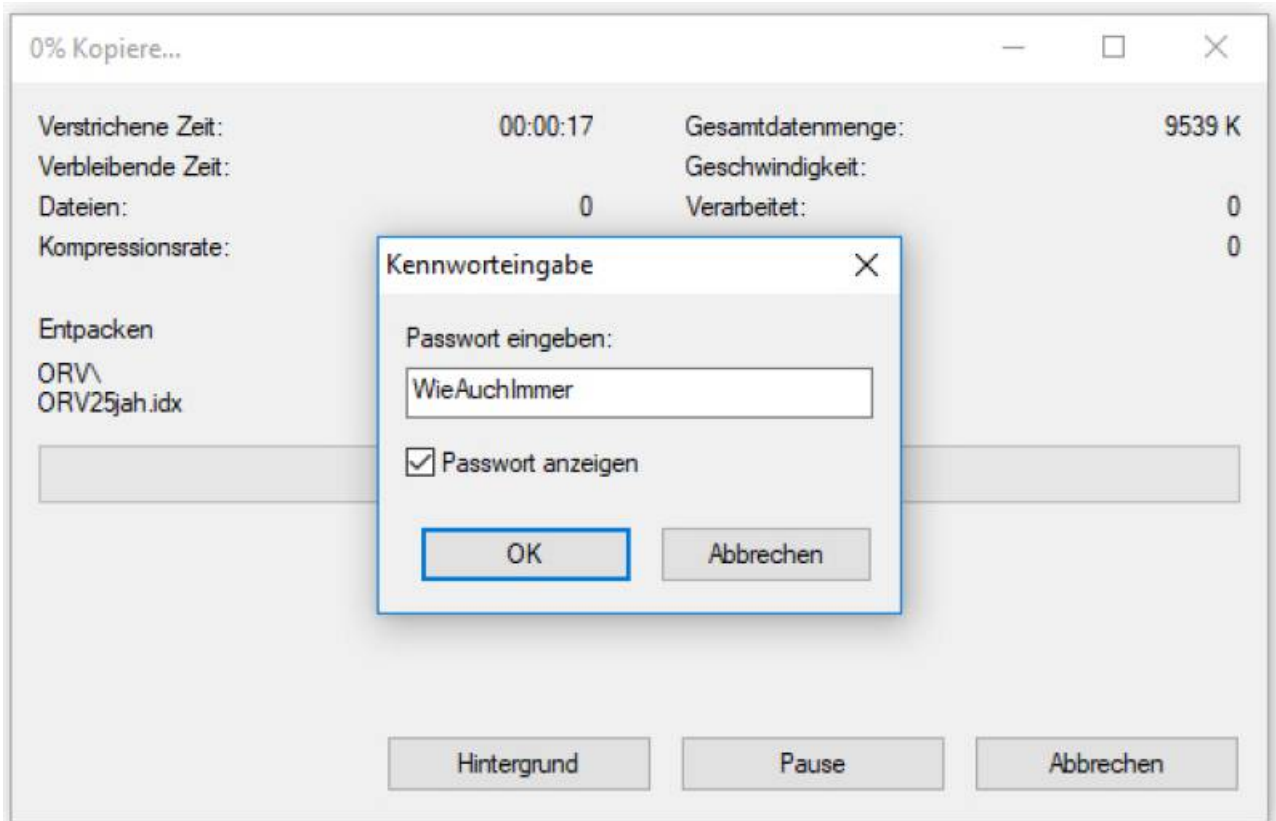 0% Kopiere...
Verstrichene Zeit: 00:00:17 Gesamtdatenmenge: 9539 K
Verbleibende Zeit: Geschwindigkeit:
Dateien: 0 Verarbeitet: 0
Kompressionsrate: 0
Kennworteingabe
Entpacken
ORV\
ORV25jah.idx
Passwort eingeben:
WieAuchImmer
Passwort anzeigen
OK Abbrechen
Hintergrund Pause Abbrechen